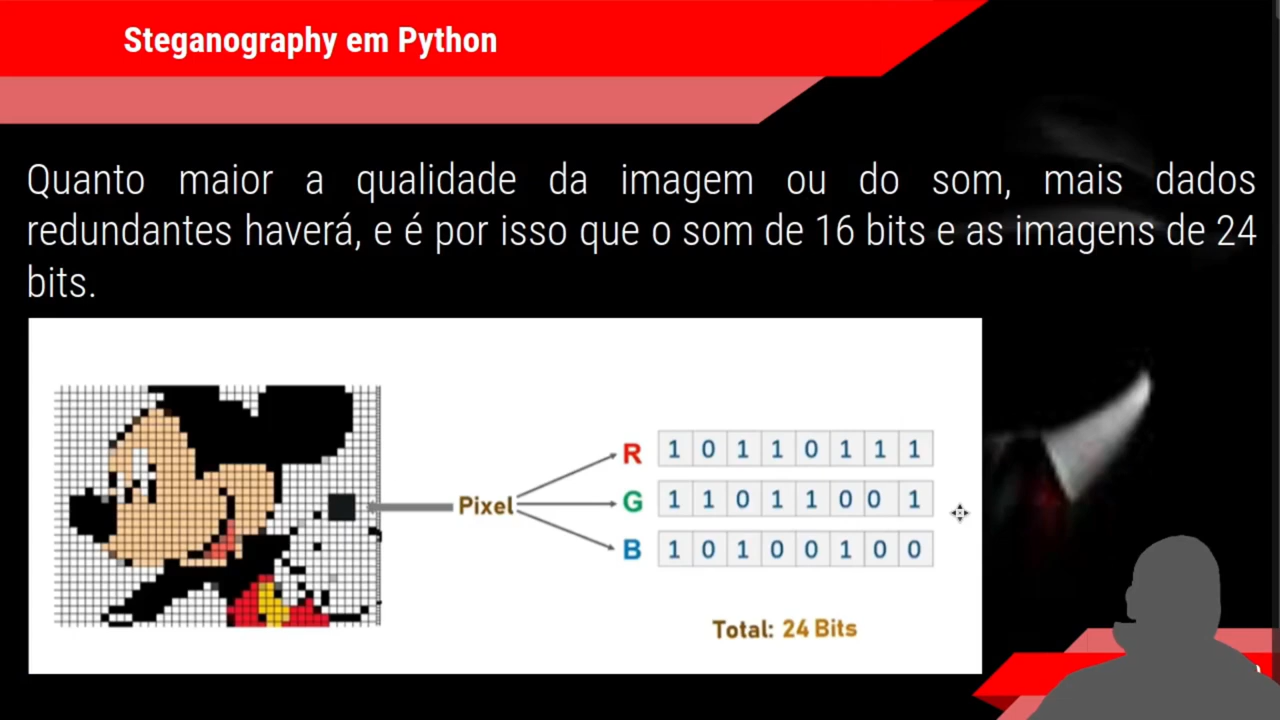 Steganography em Python
Quanto maior a qualidade da imagem ou do som, mais dados
redundantes haverá, e é por isso que o som de 16 bits e as imagens de 24
bits.
R 1 0 1 1 0 1 1 1
Pixel G 1 1 0 1 1 0 0 1
B 1 0 1 0 0 1 0 0
Total: 24 Bits